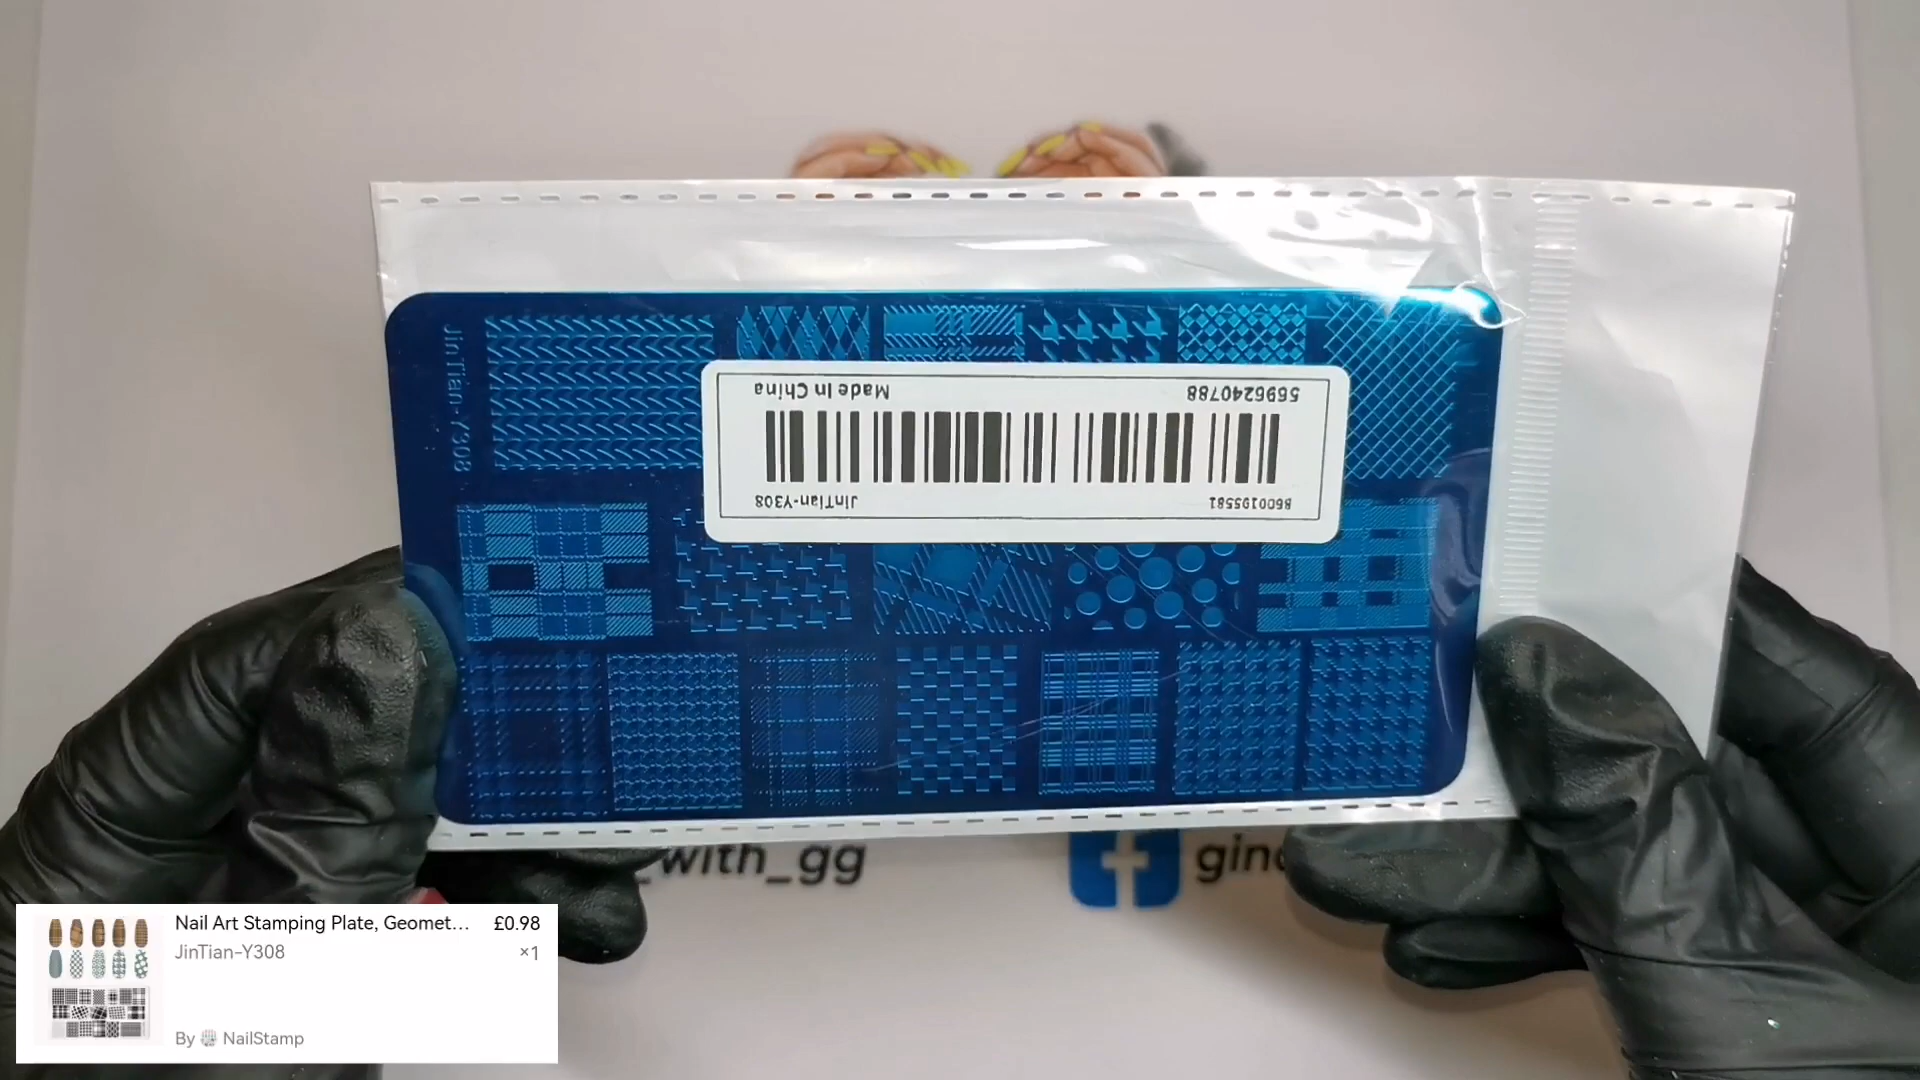 JinTian-Y308
Made In China
5696240788
JinTian-Y308
8600195581
_with_gg
f gin
Nail Art Stamping Plate, Geomet... £0.98
JinTian-Y308 ×1
By NailStamp